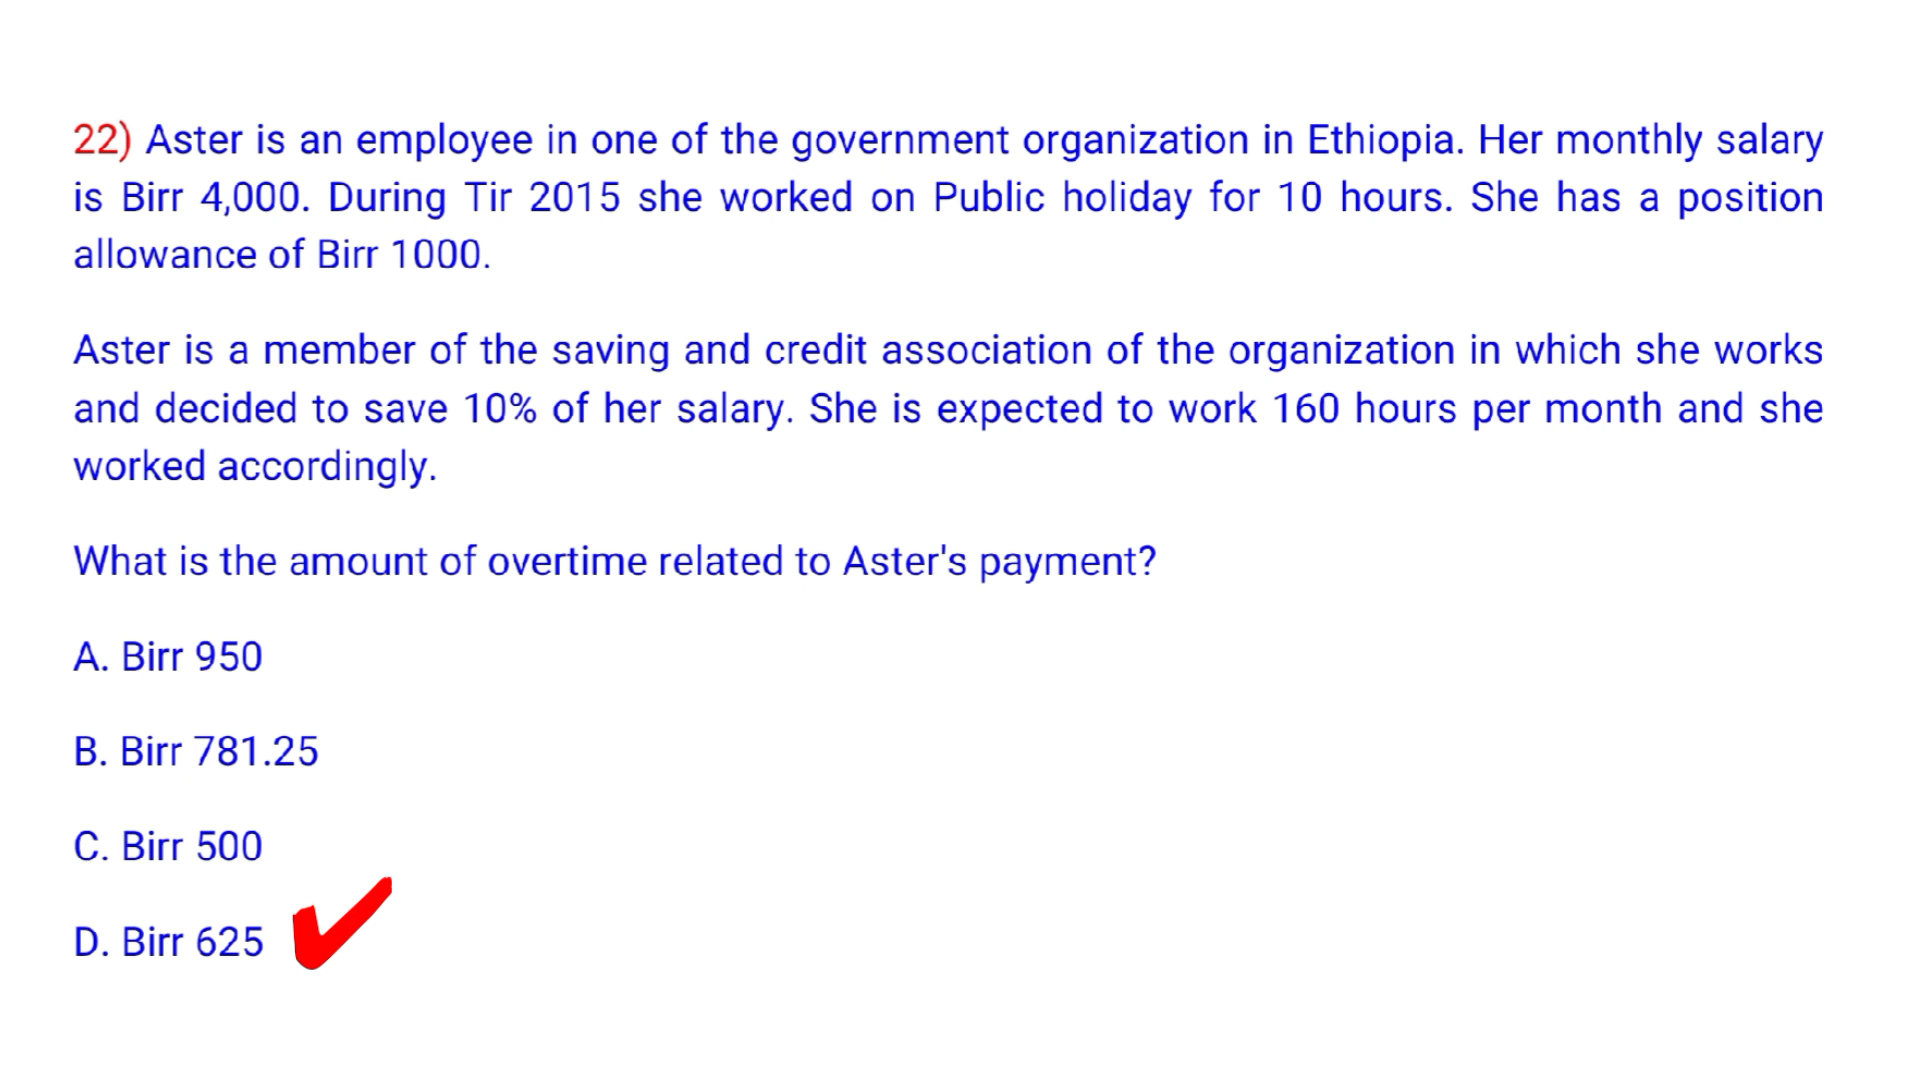 22) Aster is an employee in one of the government organization in Ethiopia. Her monthly salary
is Birr 4,000. During Tir 2015 she worked on Public holiday for 10 hours. She has a position
allowance of Birr 1000.
Aster is a member of the saving and credit association of the organization in which she works
and decided to save 10% of her salary. She is expected to work 160 hours per month and she
worked accordingly.
What is the amount of overtime related to Aster's payment?
A. Birr 950
B. Birr 781.25
C. Birr 500
D. Birr 625